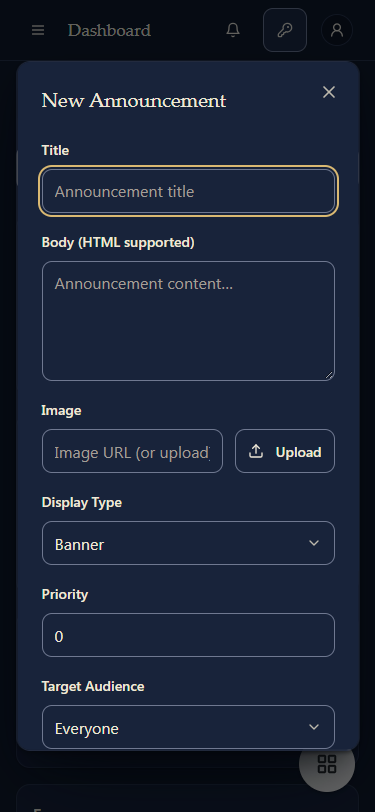 Dashboard
New Announcement
Title
Announcement title
Body (HTML supported)
Announcement content...
Image
Image URL (or upload)
Upload
Display Type
Banner
Priority
0
Target Audience
Everyone